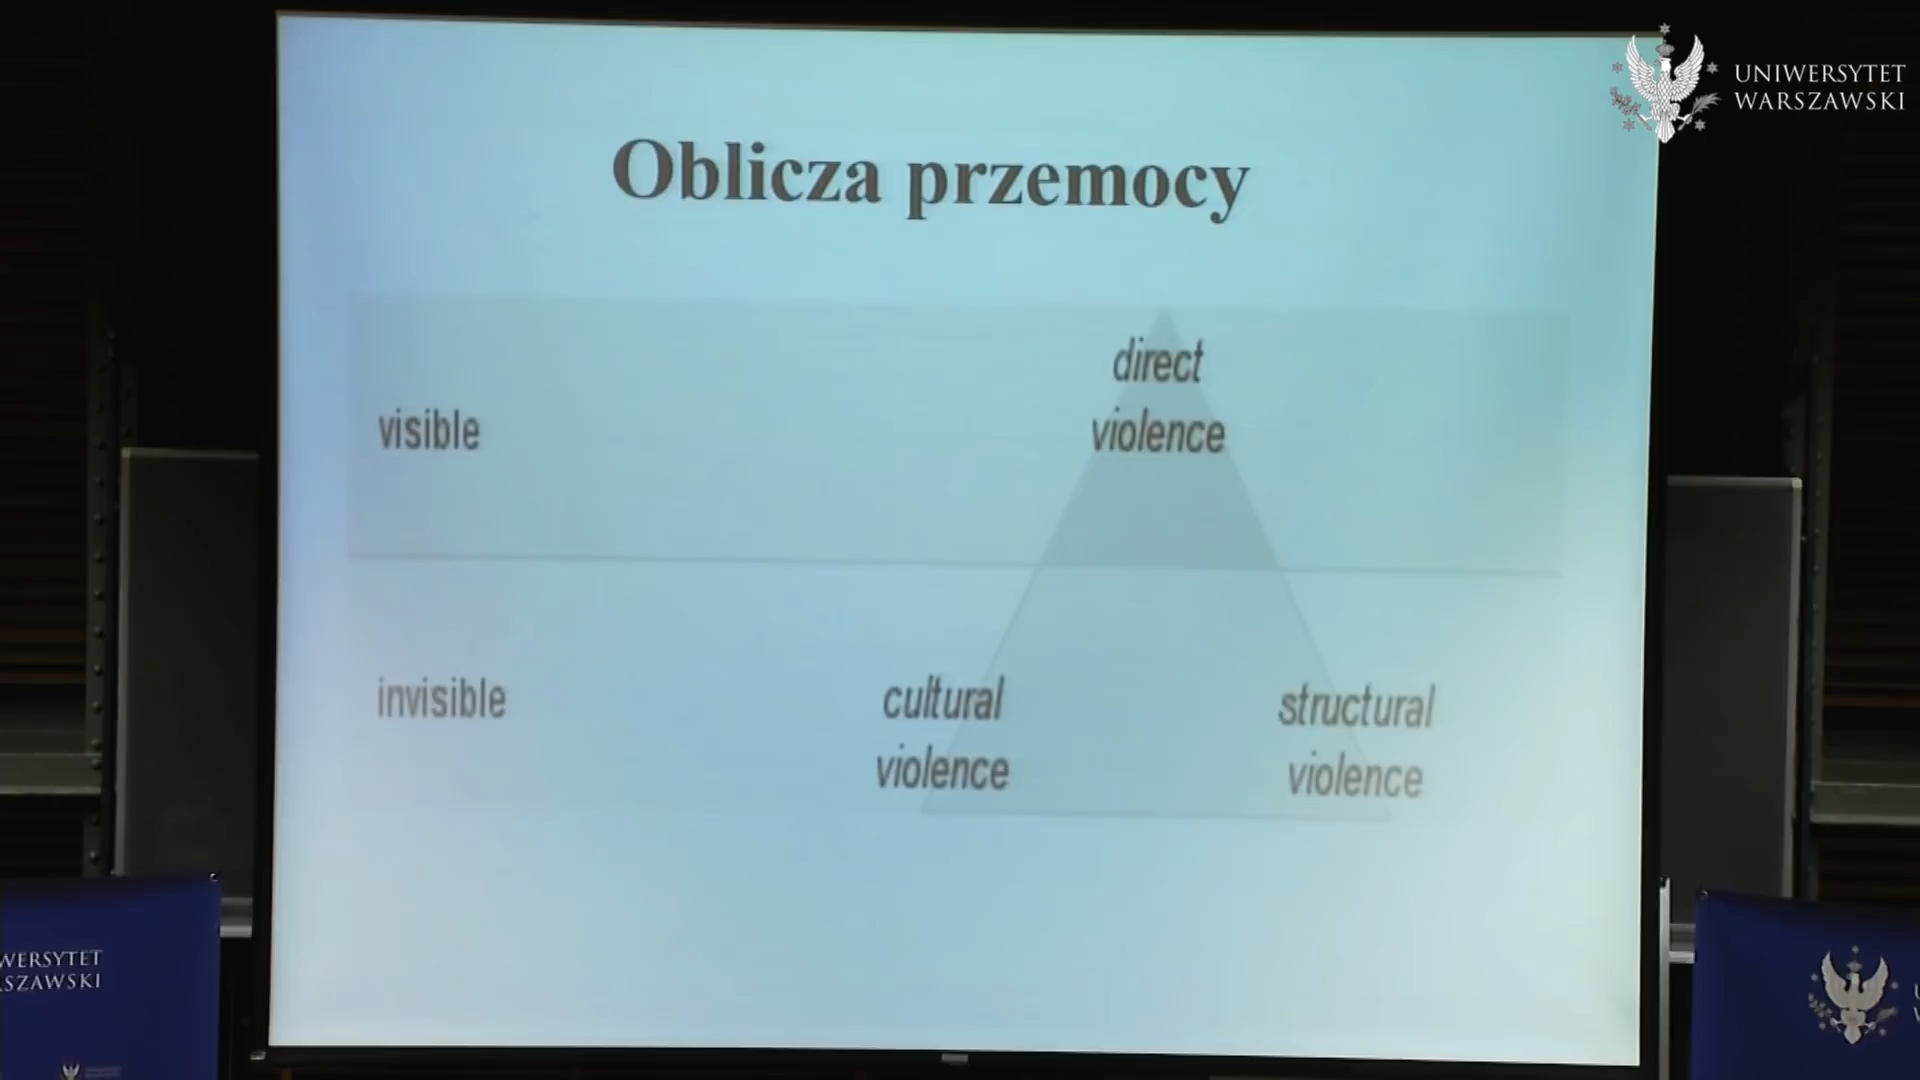 UNIWERSYTET
WARSZAWSKI
Oblicza przemocy
direct
visible
violence
invisible
cultural
violence
structural
violence
WERSYTET
SZAWSKI